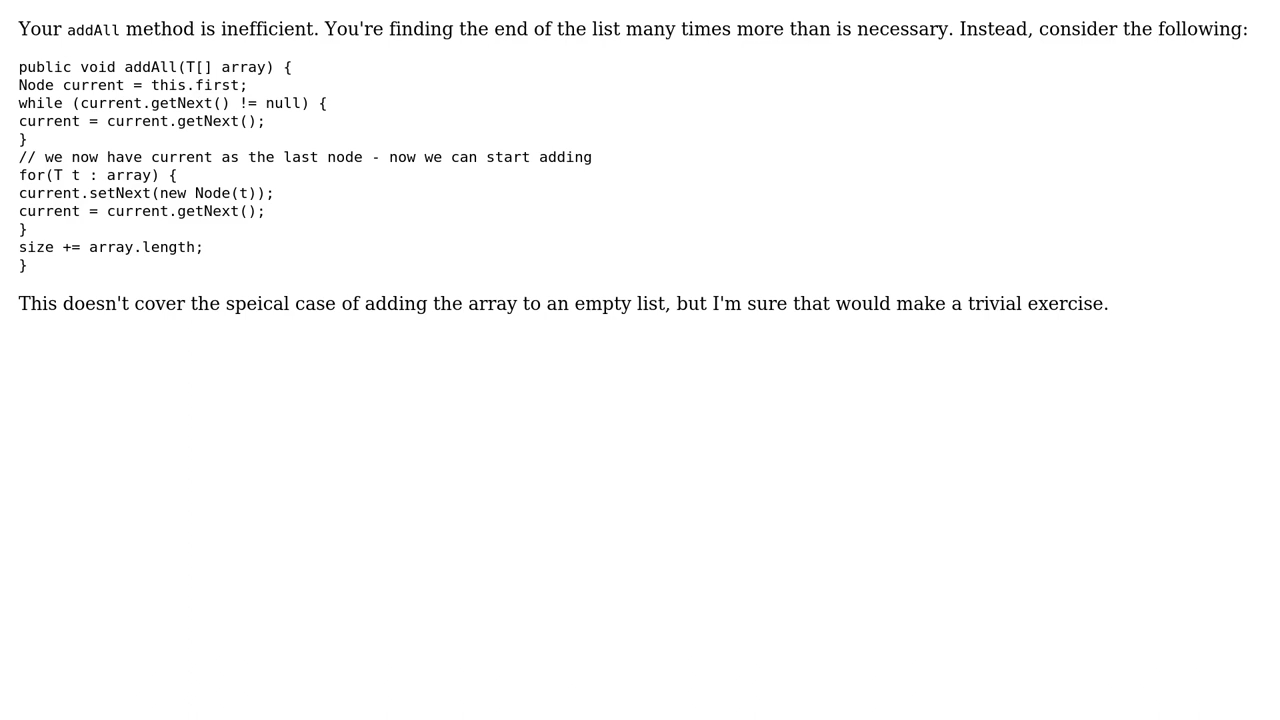 Your addAll method is inefficient. You're finding the end of the list many times more than is necessary. Instead, consider the following:
public void addAll(T[] array) {
Node current = this.first;
while (current.getNext() != null) {
current = current.getNext();
}
// we now have current as the last node - now we can start adding
for(T t : array) {
current.setNext(new Node(t));
current = current.getNext();
}
size += array.length;
}
This doesn't cover the speical case of adding the array to an empty list, but I'm sure that would make a trivial exercise.